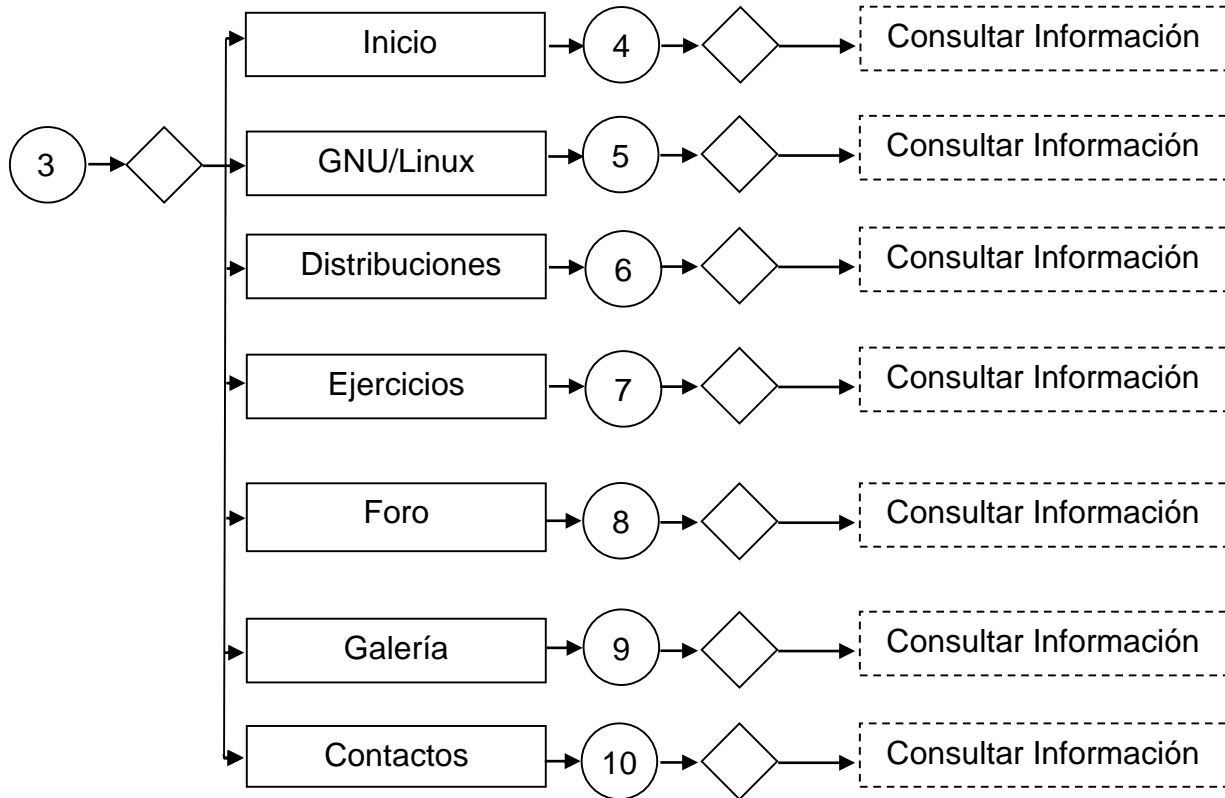 Inicio 4 Consultar Información
3 GNU/Linux 5 Consultar Información
Distribuciones 6 Consultar Información
Ejercicios 7 Consultar Información
Foro 8 Consultar Información
Galería 9 Consultar Información
Contactos 10 Consultar Información